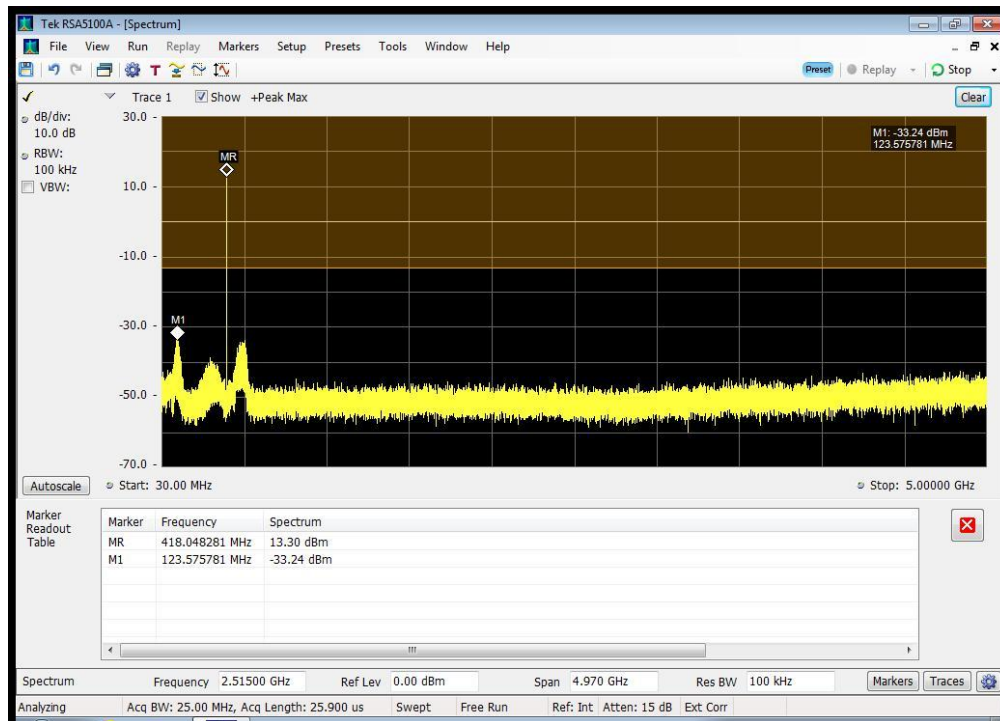 Tek RSA5100A - [Spectrum]
File View Run Replay Markers Setup Presets Tools Window Help
T Preset Replay Stop
Trace 1 Show +Peak Max Clear
dB/div:
10.0 dB
RBW:
100 kHz
VBW:
30.0
10.0
-10.0
-30.0
-50.0
-70.0
M1: -33.24 dBm
123.575781 MHz
MR
M1
Autoscale Start: 30.00 MHz Stop: 5.00000 GHz
Marker
Readout
Table
Marker Frequency Spectrum
MR 418.048281 MHz 13.30 dBm
M1 123.575781 MHz -33.24 dBm
Spectrum Frequency 2.51500 GHz Ref Lev 0.00 dBm Span 4.970 GHz Res BW 100 kHz Markers Traces
Analyzing Acq BW: 25.00 MHz, Acq Length: 25.900 us Swept Free Run Ref: Int Atten: 15 dB Ext Corr